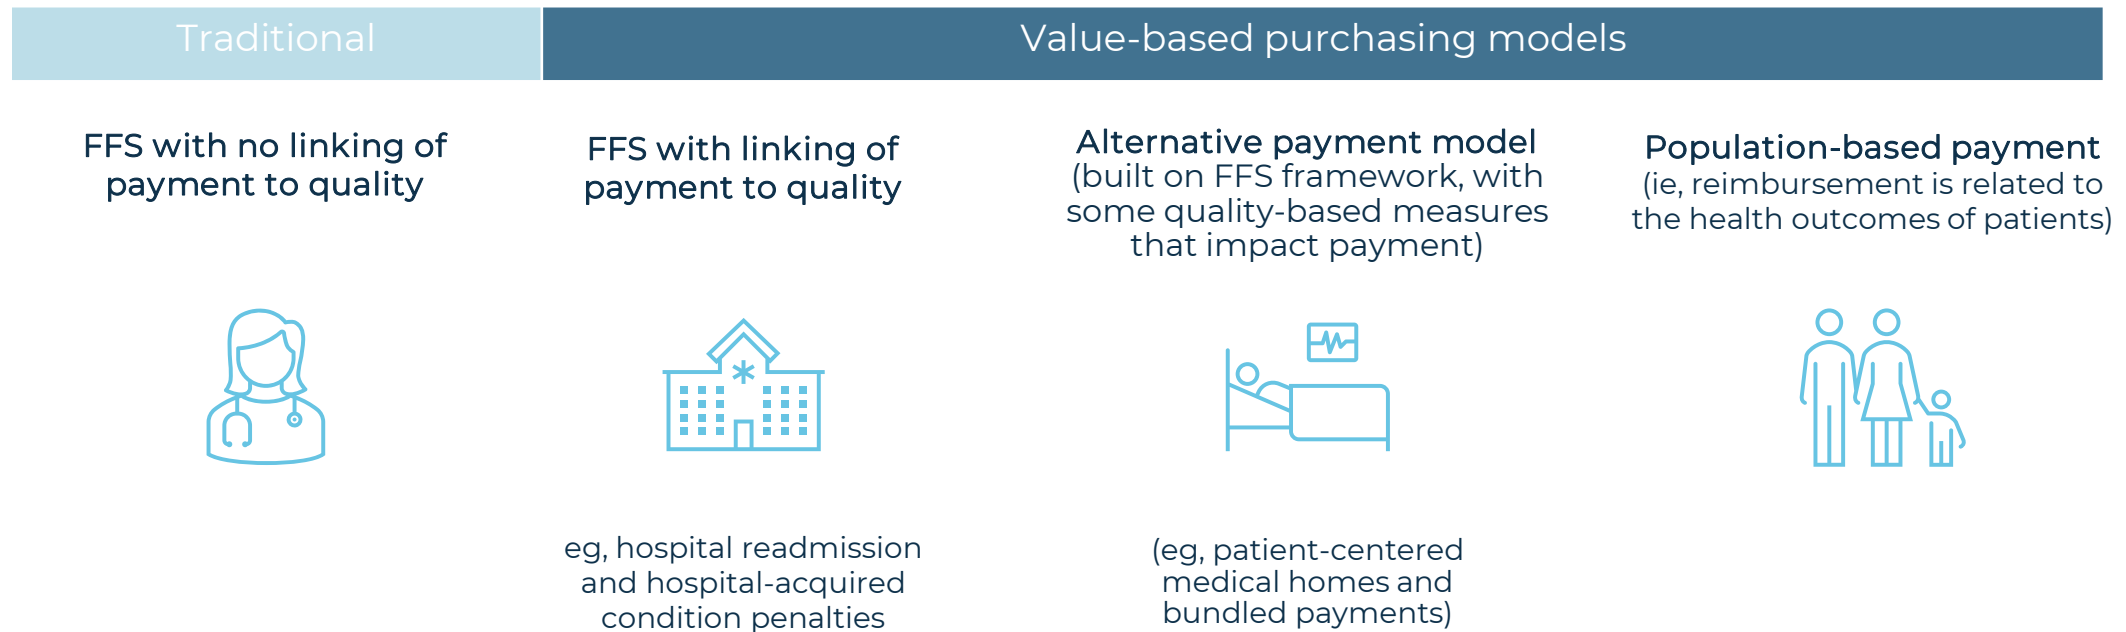 Traditional
Value-based purchasing models
FFS with no linking of
payment to quality
FFS with linking of
payment to quality
eg, hospital readmission
and hospital-acquired
condition penalties
Alternative payment model
(built on FFS framework, with
some quality-based measures
that impact payment)
(eg, patient-centered
medical homes and
bundled payments)
Population-based payment
(ie, reimbursement is related to
the health outcomes of patients)